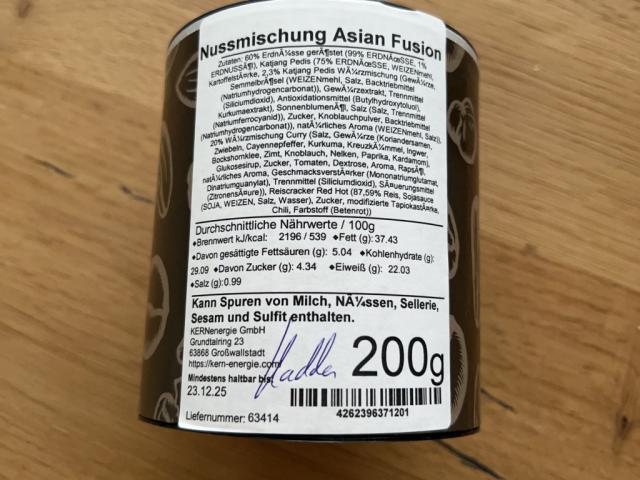 Nussmischung Asian Fusion
Zutaten: 60% ErdnÃ¼sse gerÃ¶stet (99% ERDNÃœSSE, 1%
ERDNUSSÃ¶l), Katjang Pedis (75% ERDNÃœSSE, WEIZENmehl,
KartoffelstÃ¤rke, 2,3% Katjang Pedis WÃ¼rzmischung (GewÃ¼rze,
SemmelbrÃ¶sel (WEIZENmehl, Salz, Backtriebmittel
(Natriumhydrogencarbonat)), GewÃ¼rzextrakt, Trennmittel
(Siliciumdioxid), Antioxidationsmittel (Butylhydroxytoluol),
Kurkumaextrakt), SonnenblumenÃ¶l, Salz (Salz, Trennmittel
(Natriumferrocyanid)), Zucker, Knoblauchpulver, Backtriebmittel
(Natriumhydrogencarbonat)), natÃ¼rliches Aroma (WEIZENmehl, Salz),
20% WÃ¼rzmischung Curry (Salz, GewÃ¼rze (Koriandersamen,
Zwiebeln, Cayennepfeffer, Kurkuma, KreuzkÃ¼mmel, Ingwer,
Bockshornklee, Zimt, Knoblauch, Nelken, Paprika, Kardamom),
Glukosesirup, Zucker, Tomaten, Dextrose, Aroma, RapsÃ¶l,
natÃ¼rliches Aroma, GeschmacksverstÃ¤rker (Mononatriumglutamat,
Dinatriumguanylat), Trennmittel (Siliciumdioxid), SÃ¤uerungsmittel
(ZitronensÃ¤ure)), Reiscracker Red Hot (87,59% Reis, Sojasauce
(SOJA, WEIZEN, Salz, Wasser), Zucker, modifizierte TapiokastÃ¤rke,
Chili, Farbstoff (Betenrot))
Durchschnittliche Nährwerte / 100g
◆Brennwert kJ/kcal: 2196 / 539 ◆Fett (g): 37.43
◆Davon gesättigte Fettsäuren (g): 5.04 ◆Kohlenhydrate (g):
29.09 ◆Davon Zucker (g): 4.34 ◆Eiweiß (g): 22.03
◆Salz (g): 0.99
Kann Spuren von Milch, NÃ¼ssen, Sellerie,
Sesam und Sulfit enthalten.
KERNenergie GmbH
Grundtalring 23
63868 Großwallstadt
https://kern-energie.com
Mindestens haltbar bis:
23.12.25
200g
Liefernummer: 63414
4262396371201